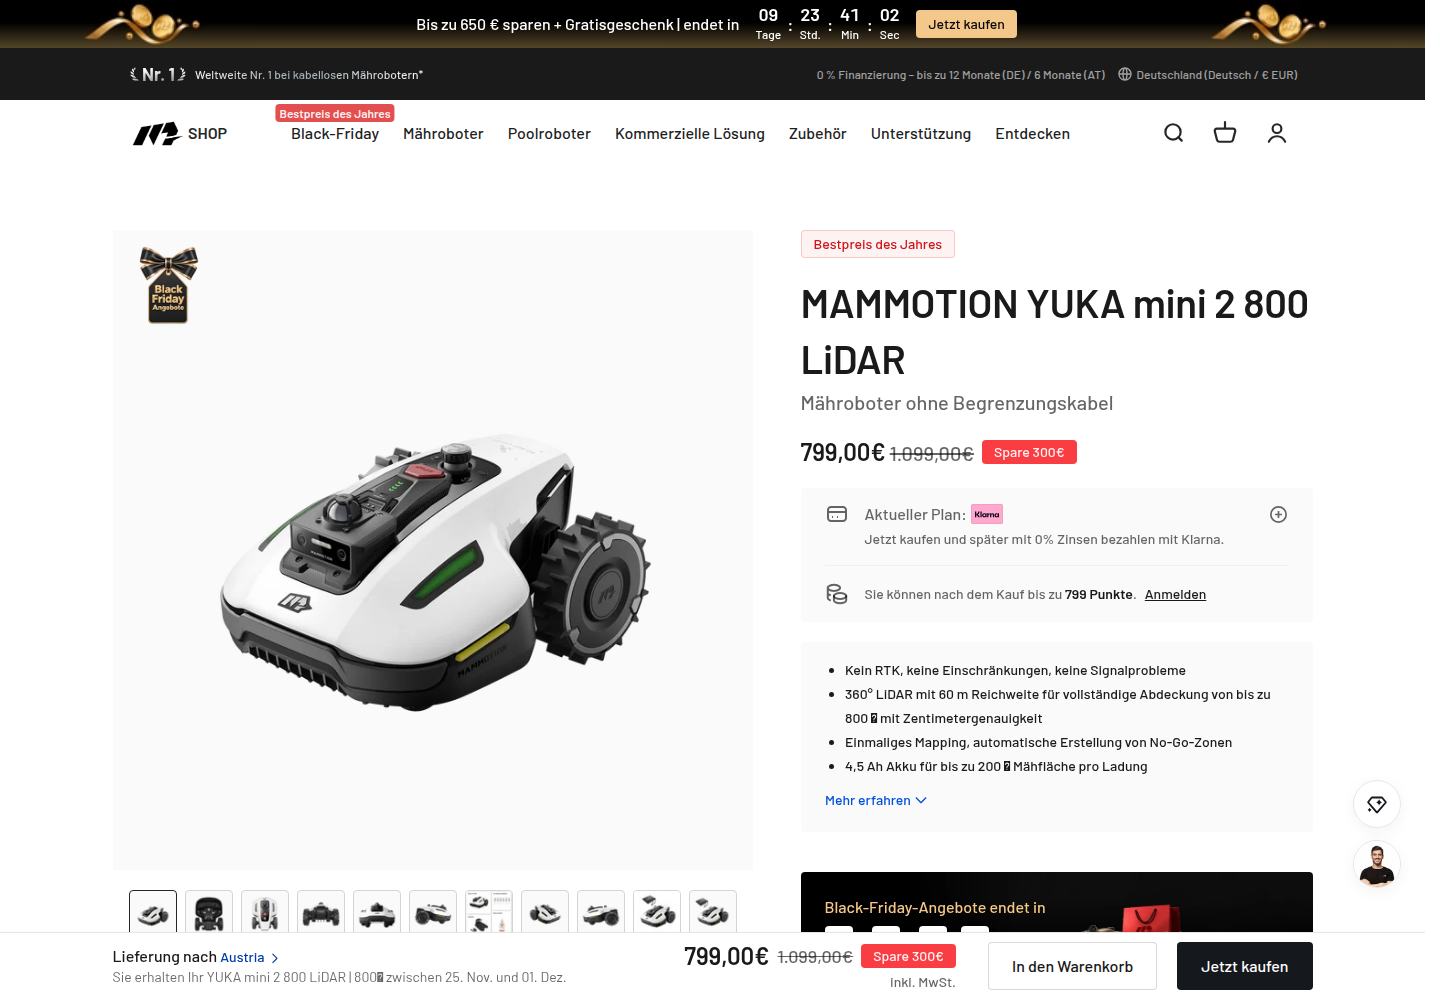 Bis zu 650 € sparen + Gratisgeschenk | endet in
09 : 23 : 41 : 02
Tage Std. Min Sec
Jetzt kaufen
Nr. 1
Weltweite Nr. 1 bei kabellosen Mährobotern*
0 % Finanzierung – bis zu 12 Monate (DE) / 6 Monate (AT)
Deutschland (Deutsch / € EUR)
SHOP
Bestpreis des Jahres
Black-Friday
Mähroboter
Poolroboter
Kommerzielle Lösung
Zubehör
Unterstützung
Entdecken
Black
Friday
Angebote
MAMMOTION
MAMMOTION
Bestpreis des Jahres
MAMMOTION YUKA mini 2 800
LiDAR
Mähroboter ohne Begrenzungskabel
799,00€ 1.099,00€ Spare 300€
Aktueller Plan: Klarna
Jetzt kaufen und später mit 0% Zinsen bezahlen mit Klarna.
Sie können nach dem Kauf bis zu 799 Punkte. Anmelden
Kein RTK, keine Einschränkungen, keine Signalprobleme
360° LiDAR mit 60 m Reichweite für vollständige Abdeckung von bis zu
800 mit Zentimetergenauigkeit
Einmaliges Mapping, automatische Erstellung von No-Go-Zonen
4,5 Ah Akku für bis zu 200 Mähfläche pro Ladung
Mehr erfahren
Black-Friday-Angebote endet in
Lieferung nach Austria
Sie erhalten Ihr YUKA mini 2 800 LiDAR | 800 zwischen 25. Nov. und 01. Dez.
799,00€ 1.099,00€ Spare 300€
Inkl. MwSt.
In den Warenkorb
Jetzt kaufen